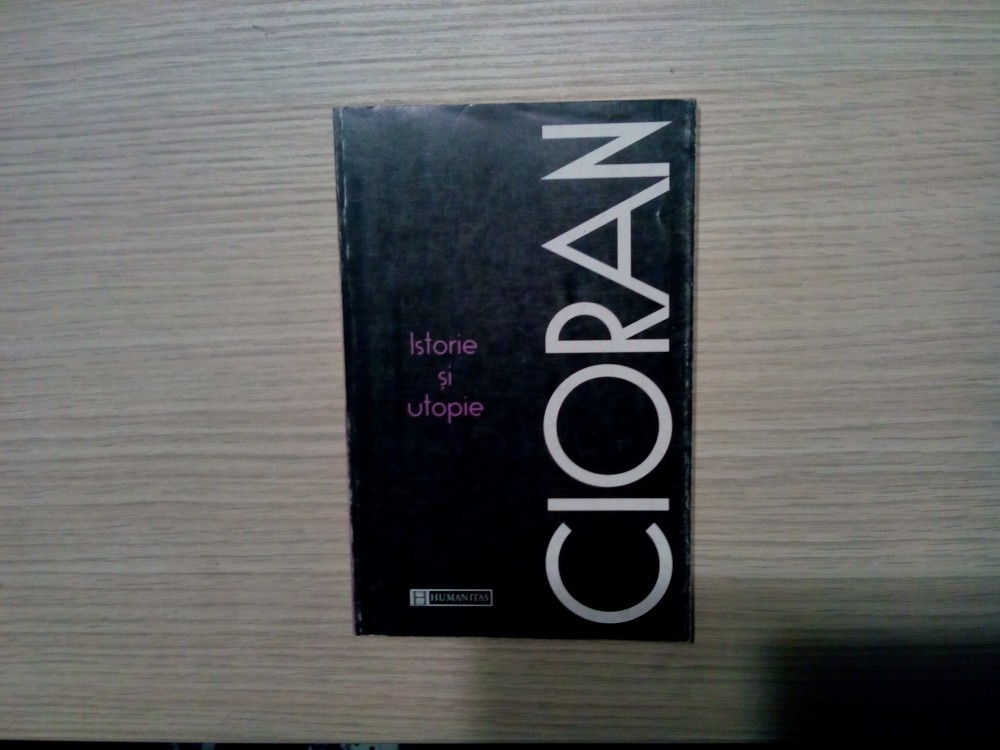 CIORAN
Istorie
și
utopie
HUMANITAS